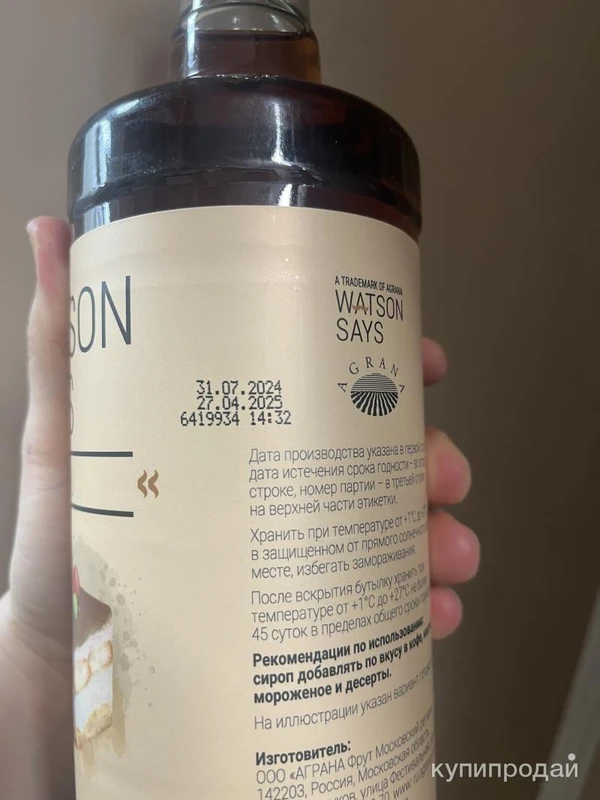 SON
A TRADEMARK OF AGRANA
WATSON
SAYS
AGRANA
31.07.2024
27.04.2025
6419934 14:32
«
Дата производства указана в первой
дата истечения срока годности – во
строке, номер партии – в третьей
на верхней части этикетки.
Хранить при температуре от +1°С до
в защищенном от прямого солнечного
месте, избегать замораживания.
После вскрытия бутылку хранить при
температуре от +1°С до +27°С не более
45 суток в пределах общего срока
Рекомендации по использованию:
сироп добавлять по вкусу в кофе,
мороженое и десерты.
На иллюстрации указан вариант
Изготовитель:
ООО «АГРАНА Фрут Московский
142203, Россия, Московская область,
улица
купипродай